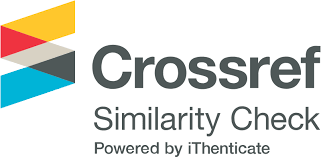 Crossref
Similarity Check
Powered by iThenticate